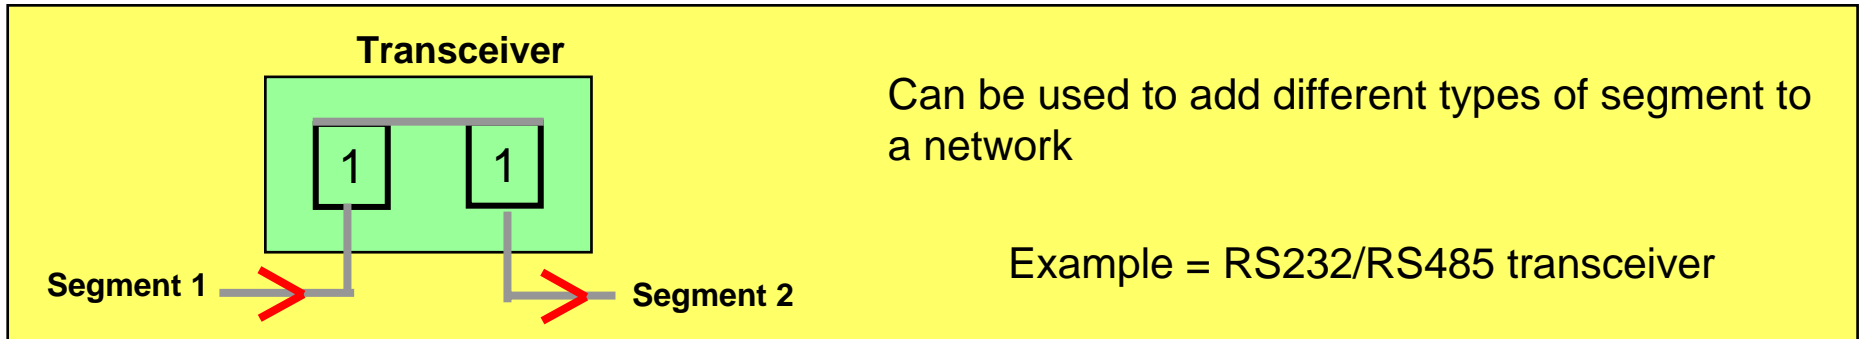 Transceiver
1 1
Segment 1
Segment 2
Can be used to add different types of segment to
a network
Example = RS232/RS485 transceiver